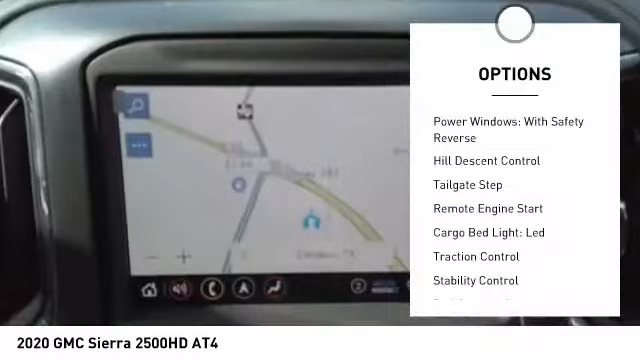 OPTIONS
Power Windows: With Safety
Reverse
Hill Descent Control
Tailgate Step
Remote Engine Start
Cargo Bed Light: Led
Traction Control
Stability Control
2020 GMC Sierra 2500HD AT4